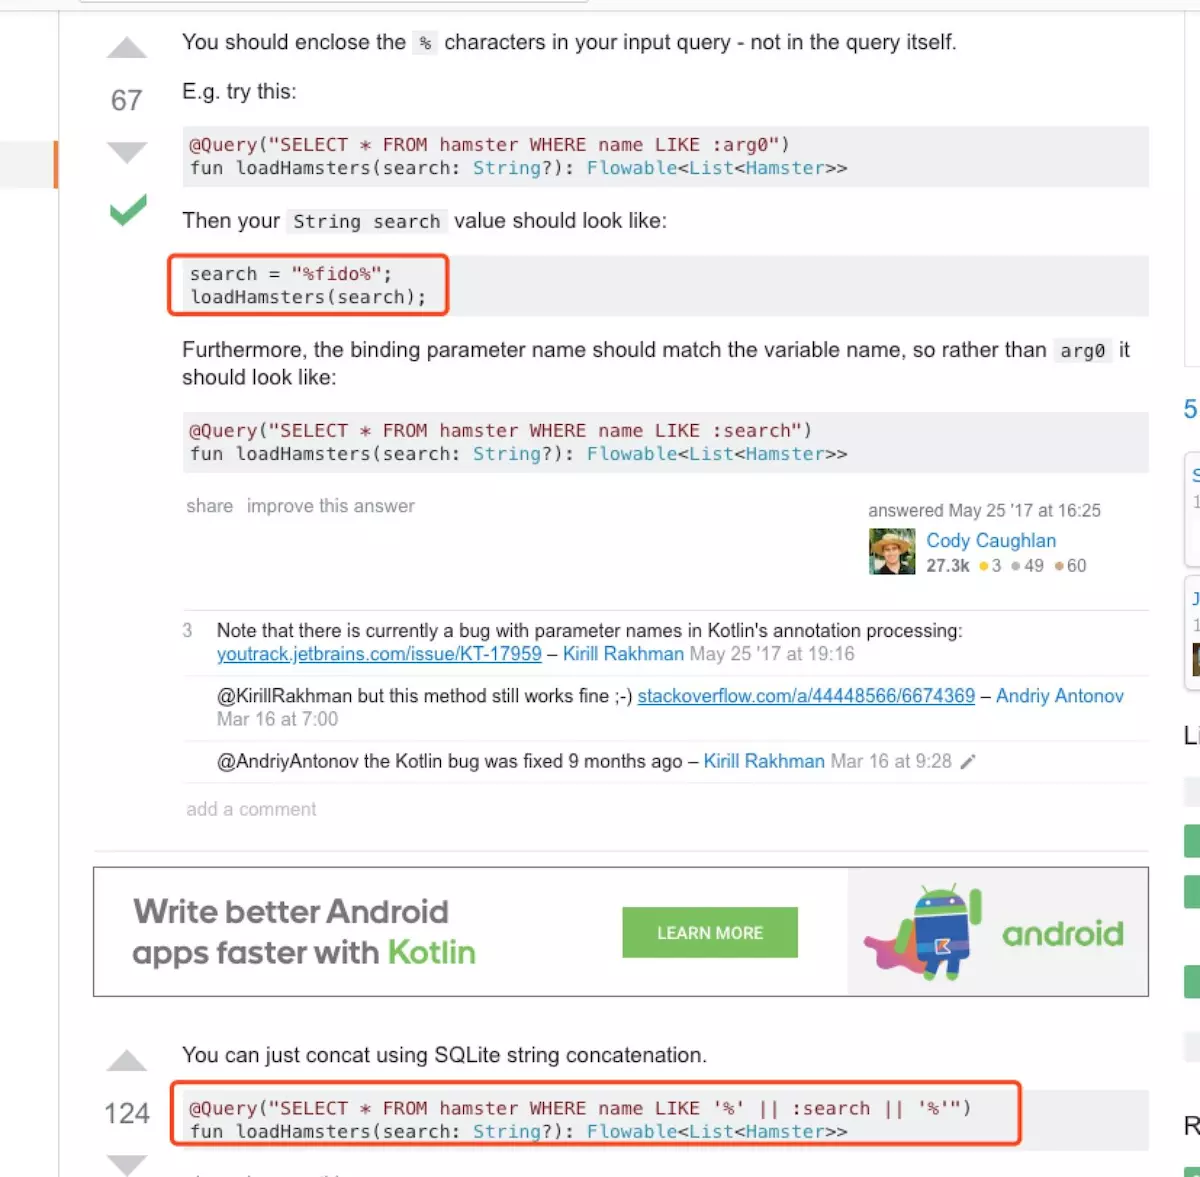 You should enclose the % characters in your input query - not in the query itself.
67
E.g. try this:
@Query("SELECT * FROM hamster WHERE name LIKE :arg0")
fun loadHamsters(search: String?): Flowable<List<Hamster>>
Then your String search value should look like:
search = "%fido%";
loadHamsters(search);
Furthermore, the binding parameter name should match the variable name, so rather than arg0 it
should look like:
@Query("SELECT * FROM hamster WHERE name LIKE :search")
fun loadHamsters(search: String?): Flowable<List<Hamster>>
share improve this answer
answered May 25 '17 at 16:25
Cody Caughlan
27.3k 3 49 60
3 Note that there is currently a bug with parameter names in Kotlin's annotation processing:
youtrack.jetbrains.com/issue/KT-17959 – Kirill Rakhman May 25 '17 at 19:16
@KirillRakhman but this method still works fine ;-) stackoverflow.com/a/44448566/6674369 – Andriy Antonov
Mar 16 at 7:00
@AndriyAntonov the Kotlin bug was fixed 9 months ago – Kirill Rakhman Mar 16 at 9:28
add a comment
Write better Android
apps faster with Kotlin
LEARN MORE
android
You can just concat using SQLite string concatenation.
124
@Query("SELECT * FROM hamster WHERE name LIKE '%' || :search || '%'")
fun loadHamsters(search: String?): Flowable<List<Hamster>>
5